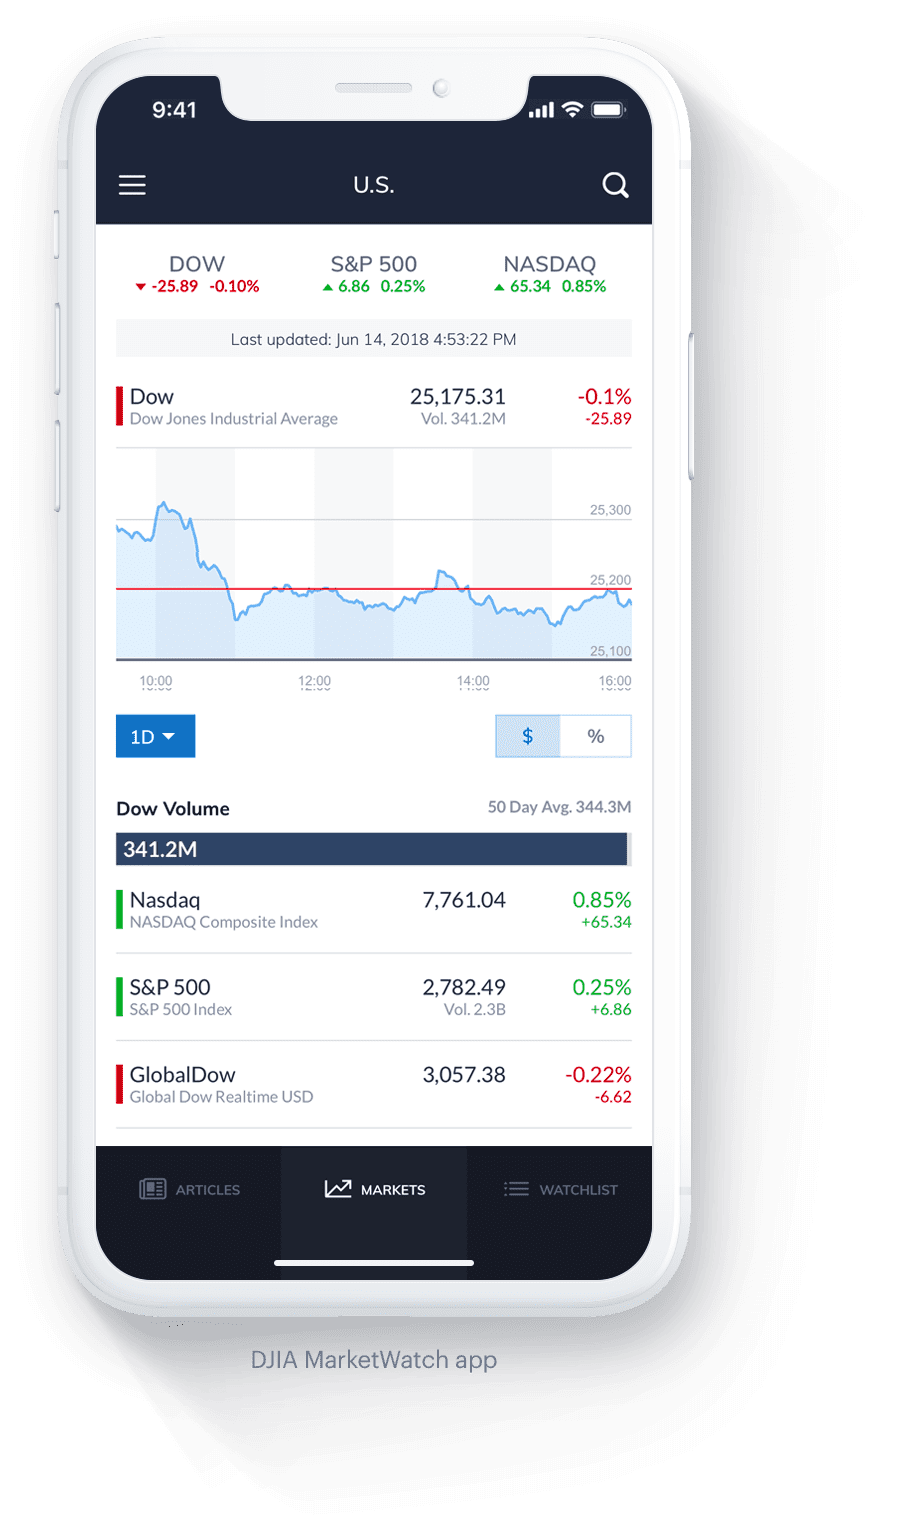 9:41
U.S.
DOW S&P 500 NASDAQ
-25.89 -0.10% 6.86 0.25% 65.34 0.85%
Last updated: Jun 14, 2018 4:53:22 PM
Dow 25,175.31 -0.1%
Dow Jones Industrial Average Vol. 341.2M -25.89
25,300
25,200
25,100
10:00 12:00 14:00 16:00
1D $ %
Dow Volume 50 Day Avg. 344.3M
341.2M
Nasdaq 7,761.04 0.85%
NASDAQ Composite Index +65.34
S&P 500 2,782.49 0.25%
S&P 500 Index Vol. 2.3B +6.86
GlobalDow 3,057.38 -0.22%
Global Dow Realtime USD -6.62
ARTICLES MARKETS WATCHLIST
DJIA MarketWatch app